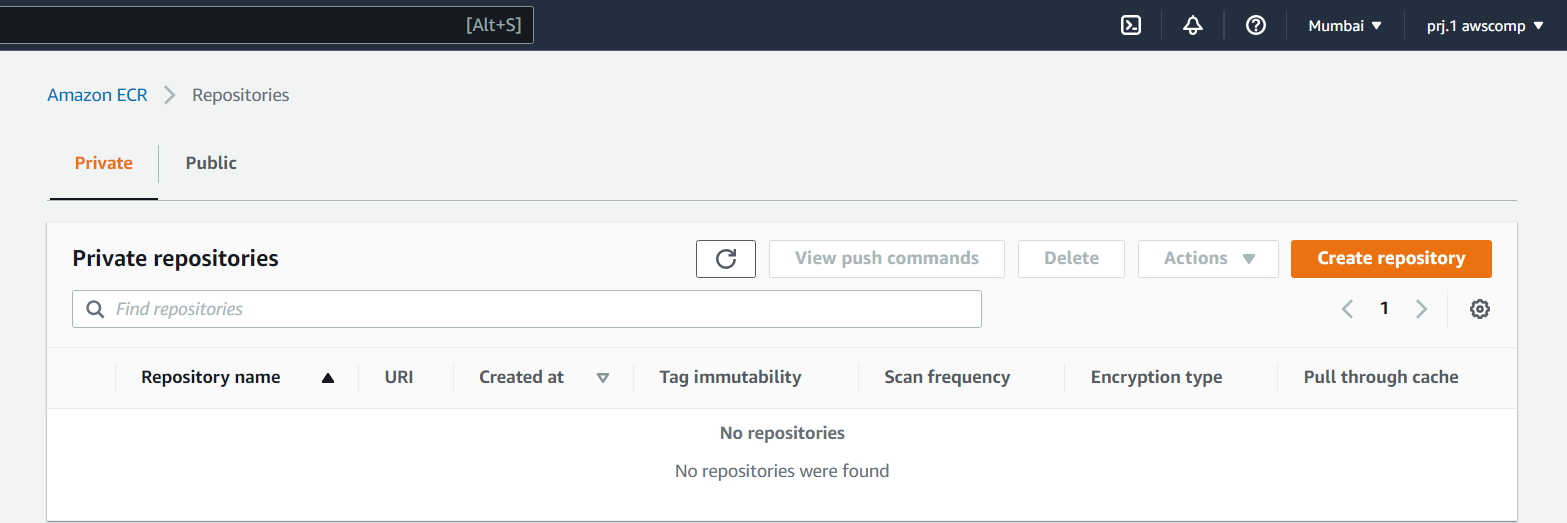 [Alt+S] Mumbai prj.1 awscomp
Amazon ECR Repositories
Private Public
Private repositories View push commands Delete Actions Create repository
Find repositories 1
Repository name URI Created at Tag immutability Scan frequency Encryption type Pull through cache
No repositories
No repositories were found